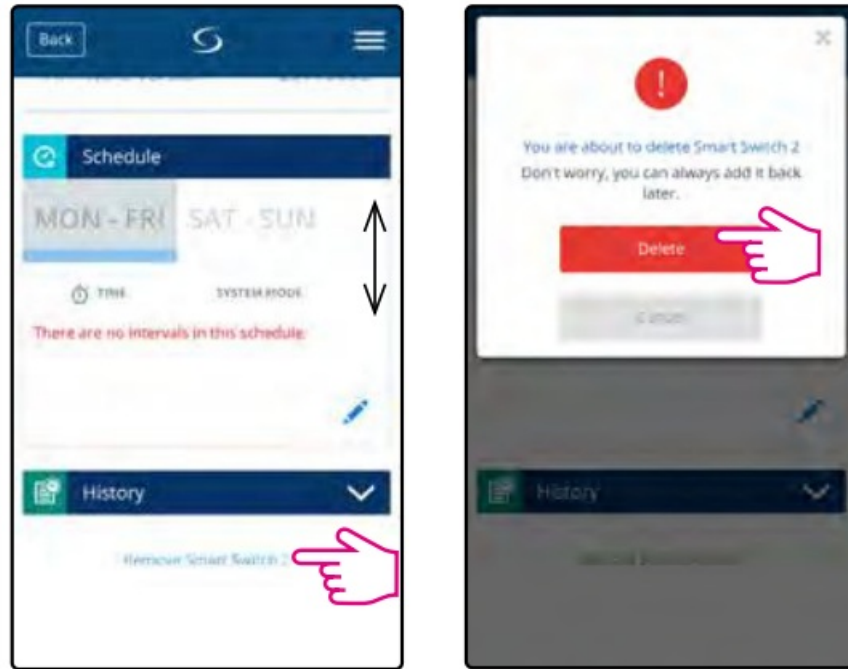 Back
Schedule
MON - FRI
SAT - SUN
TIME
SYSTEM MODE
There are no intervals in this schedule
History
Remove Smart Switch 2
You are about to delete Smart Switch 2
Don't worry, you can always add it back
later.
Delete
Cancel
History